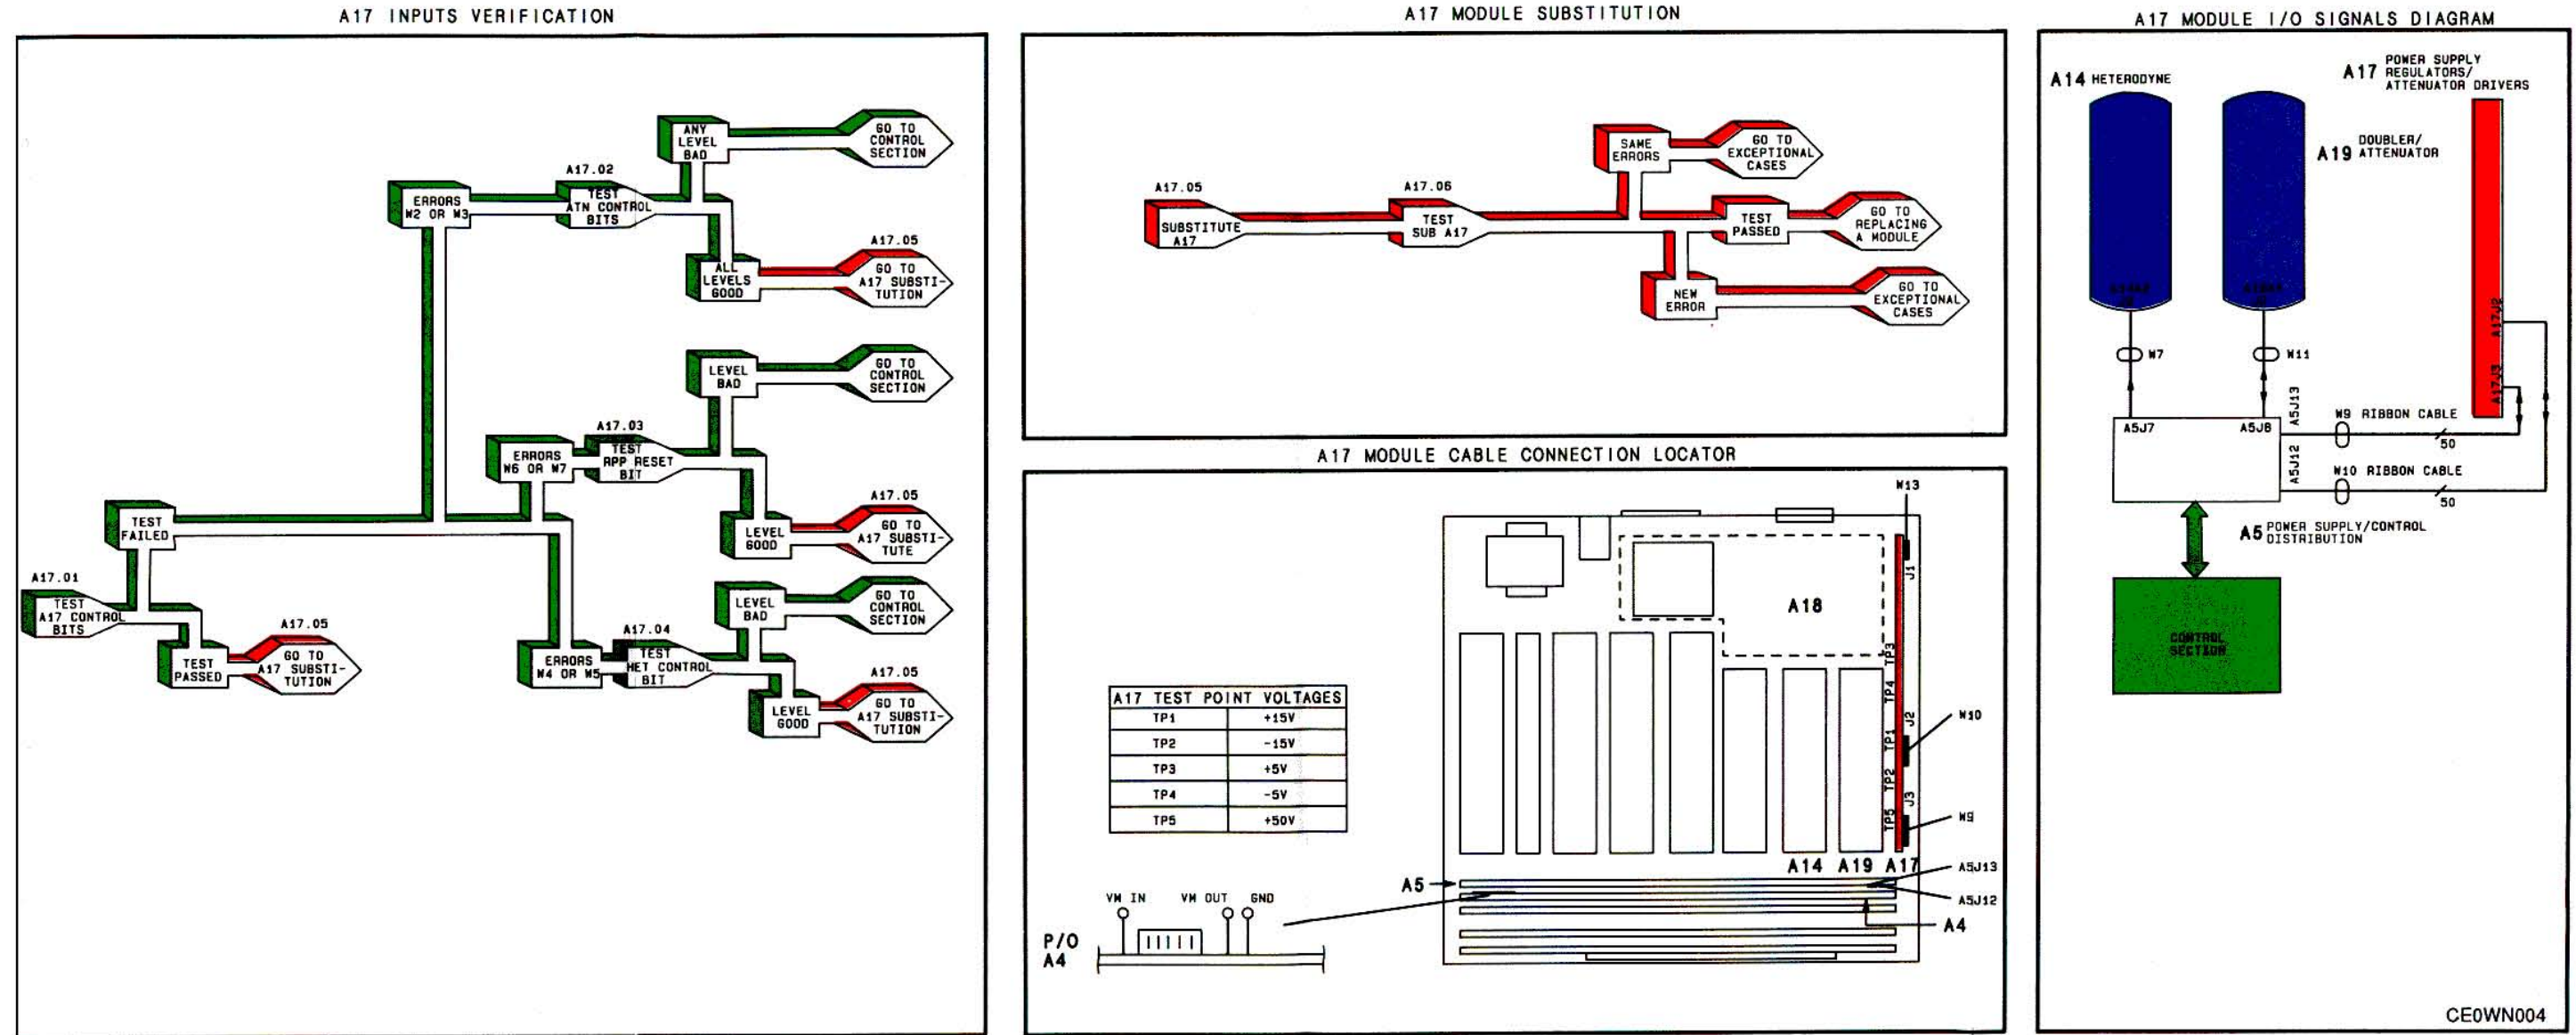 A17 INPUTS VERIFICATION
ANY
LEVEL
BAD
GO TO
CONTROL
SECTION
A17.02
TEST
ATN CONTROL
BITS
ERRORS
W2 OR W3
ALL
LEVELS
GOOD
A17.05
GO TO
A17 SUBSTI-
TUTION
LEVEL
BAD
GO TO
CONTROL
SECTION
A17.03
TEST
RPP RESET
BIT
ERRORS
W6 OR W7
LEVEL
GOOD
A17.05
GO TO
A17 SUBSTI-
TUTE
TEST
FAILED
A17.01
TEST
A17 CONTROL
BITS
TEST
PASSED
A17.05
GO TO
A17 SUBSTI-
TUTION
ERRORS
W4 OR W5
A17.04
TEST
HET CONTROL
BIT
LEVEL
BAD
GO TO
CONTROL
SECTION
LEVEL
GOOD
A17.05
GO TO
A17 SUBSTI-
TUTION
A17 MODULE SUBSTITUTION
A17.05
SUBSTITUTE
A17
A17.06
TEST
SUB A17
SAME
ERRORS
GO TO
EXCEPTIONAL
CASES
TEST
PASSED
GO TO
REPLACING
A MODULE
NEW
ERROR
GO TO
EXCEPTIONAL
CASES
A17 MODULE CABLE CONNECTION LOCATOR
W13
J1
A18
TP3
TP4
J2
TP1
W10
TP2
J3
TP5
W9
A14 A19 A17
A5
A5J13
A5J12
A4
A17 TEST POINT VOLTAGES
TP1 +15V
TP2 -15V
TP3 +5V
TP4 -5V
TP5 +50V
VM IN VM OUT GND
P/O
A4
A17 MODULE I/O SIGNALS DIAGRAM
A14 HETERODYNE
A17 POWER SUPPLY
REGULATORS/
ATTENUATOR DRIVERS
A19 DOUBLER/
ATTENUATOR
A17J2
A17J3
W7
W11
A5J7
A5J8
A5J13
A5J12
W9 RIBBON CABLE
50
W10 RIBBON CABLE
50
A5 POWER SUPPLY/CONTROL
DISTRIBUTION
CONTROL
SECTION
CE0WN004